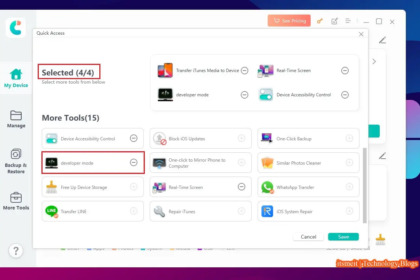 See Pricing
Quick Access
Selected (4/4)
Select more tools from below
Transfer iTunes Media to Device
Real-Time Screen
developer mode
Device Accessibility Control
My Device
Manage
Backup &
Restore
More Tools
More Tools(15)
Device Accessibility Control
Block iOS Updates
One Click Backup
developer mode
One-click to Mirror Phone to
Computer
Similar Photos Cleaner
Free Up Device Storage
Real-Time Screen
WhatsApp Transfer
Transfer LINE
Repair iTunes
iOS System Repair
Cancel
Save